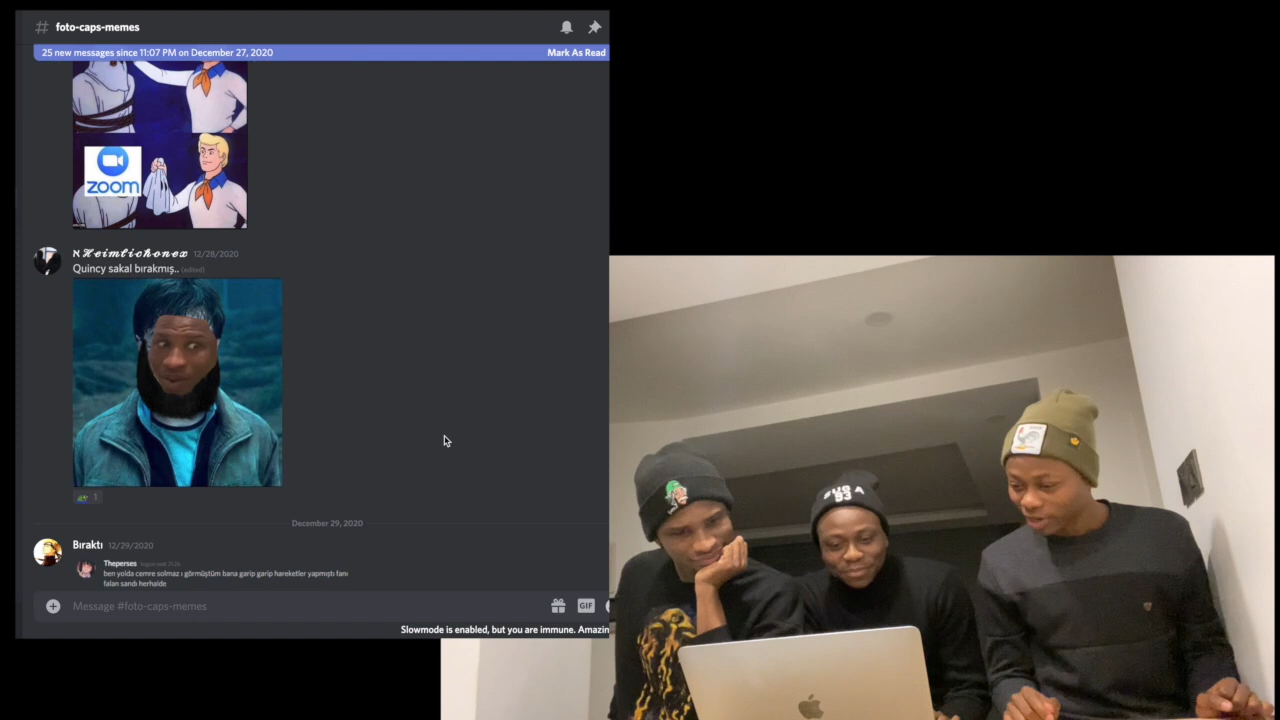 # foto-caps-memes
25 new messages since 11:07 PM on December 27, 2020 Mark As Read
zoom
א 𝓗𝓮𝓲𝓶𝓵𝓲𝓬𝓱𝓸𝓷𝓮𝔁 12/28/2020
Quincy sakal bırakmış.. (edited)
1
December 29, 2020
Bıraktı 12/29/2020
Theperses
ben yolda cemre solmaz ı görmüştüm bana garip garip hareketler yapmıştı fanı
falan sandı herhalde
Message #foto-caps-memes GIF
Slowmode is enabled, but you are immune. Amazin
93